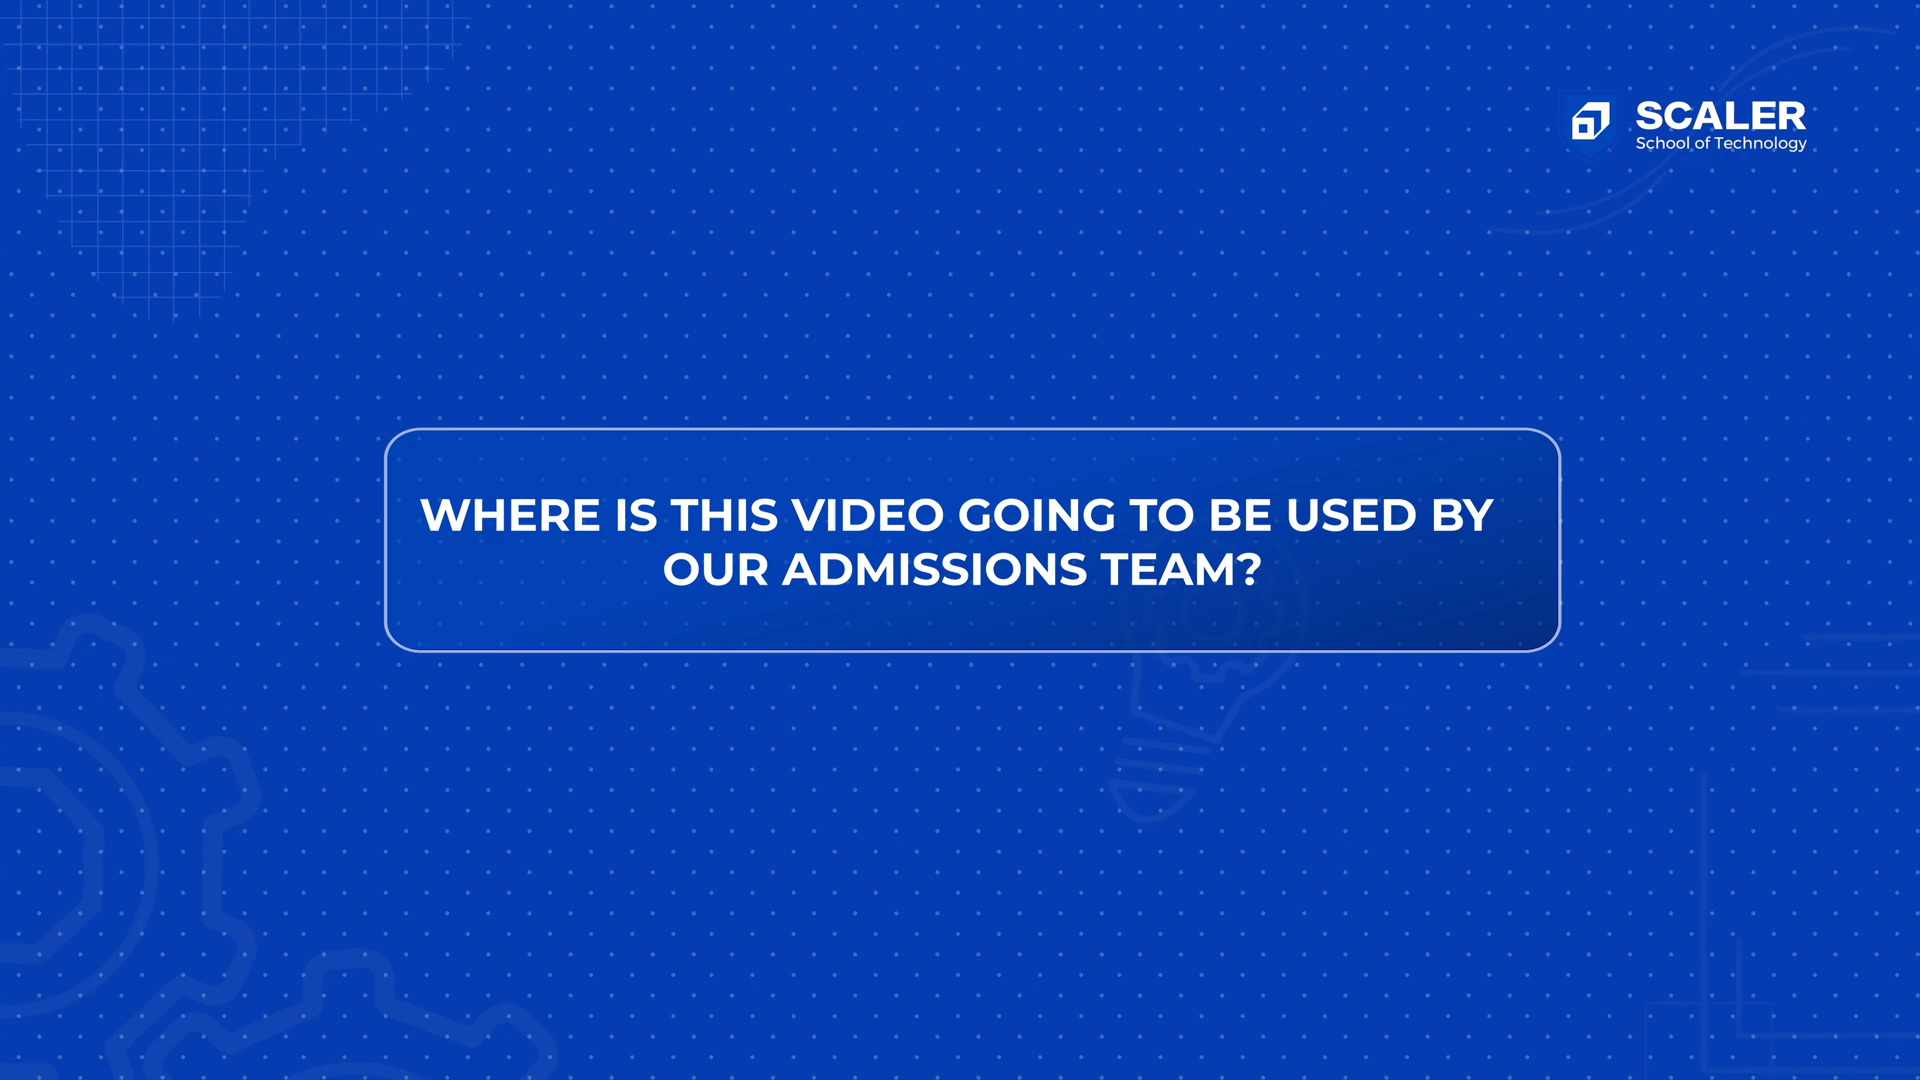 SCALER
School of Technology
WHERE IS THIS VIDEO GOING TO BE USED BY
OUR ADMISSIONS TEAM?